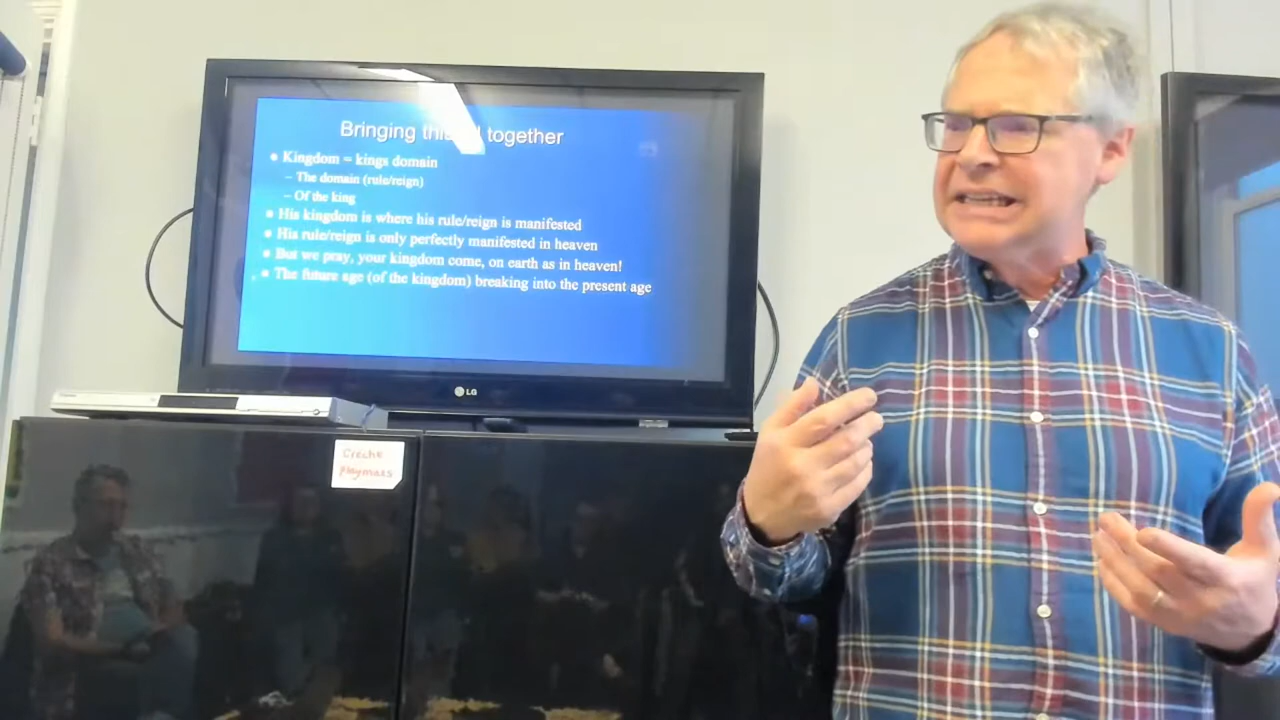 Bringing this together
• Kingdom = kings domain
– The domain (rule/reign)
– Of the king
• His kingdom is where his rule/reign is manifested
• His rule/reign is only perfectly manifested in heaven
• But we pray, your kingdom come, on earth as in heaven!
• The future age (of the kingdom) breaking into the present age
LG
Creche
Playmats